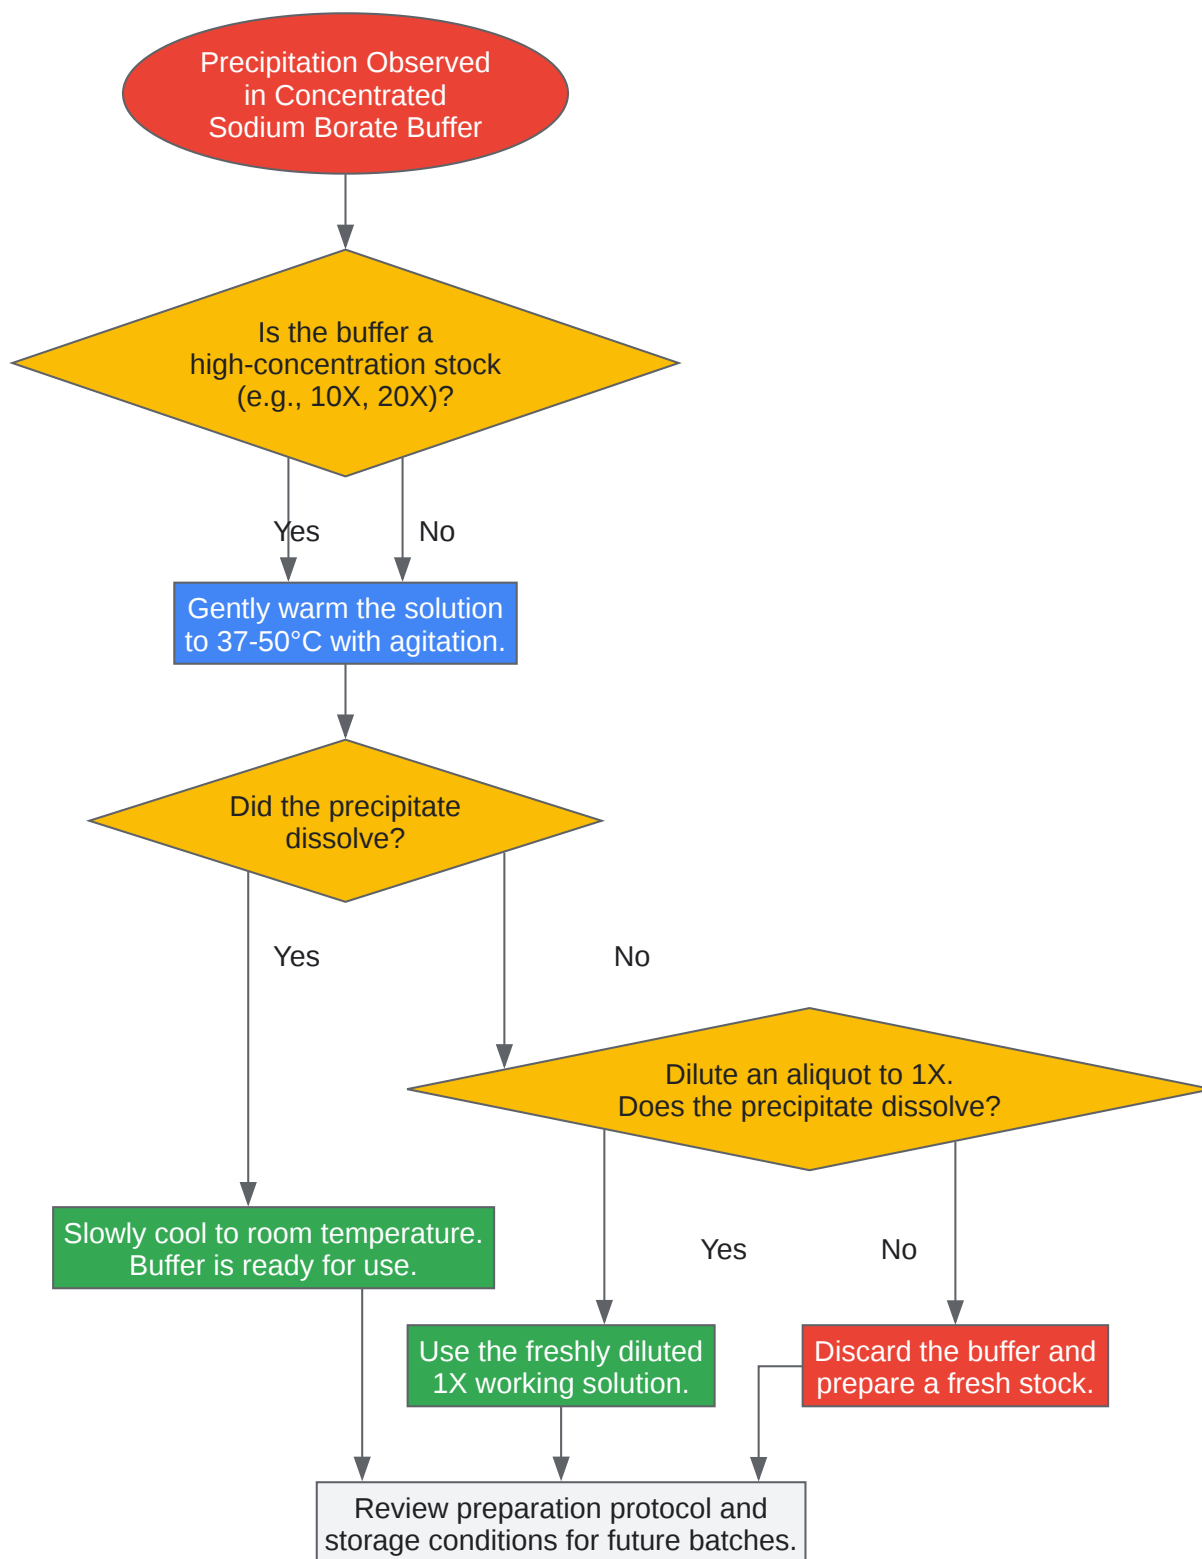 Precipitation Observed
in Concentrated
Sodium Borate Buffer
Is the buffer a
high-concentration stock
(e.g., 10X, 20X)?
Yes
No
Gently warm the solution
to 37-50°C with agitation.
Did the precipitate
dissolve?
Yes
No
Dilute an aliquot to 1X.
Does the precipitate dissolve?
Slowly cool to room temperature.
Buffer is ready for use.
Yes
No
Use the freshly diluted
1X working solution.
Discard the buffer and
prepare a fresh stock.
Review preparation protocol and
storage conditions for future batches.